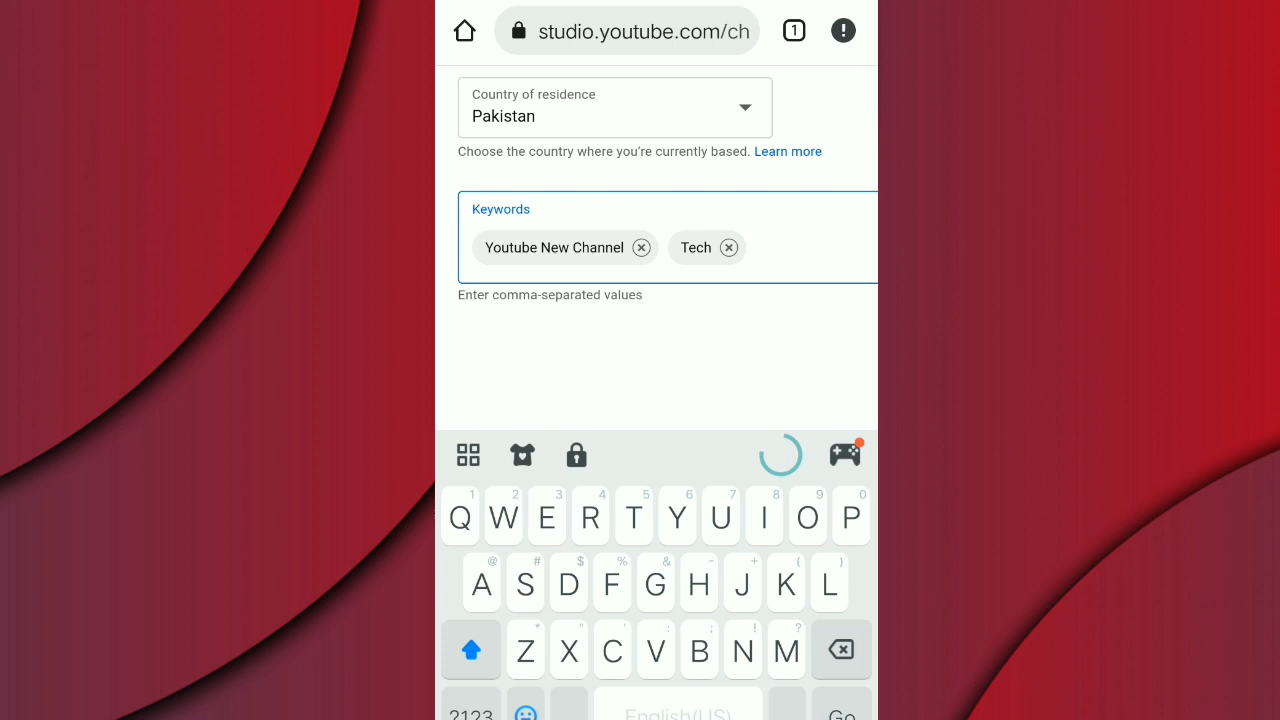 studio.youtube.com/ch
1
Country of residence
Pakistan
Choose the country where you're currently based. Learn more
Keywords
Youtube New Channel
Tech
Enter comma-separated values
1 2 3 4 5 6 7 8 9 0
Q W E R T Y U I O P
@ # $ % & - + ( )
A S D F G H J K L
* " ' : ; ! ?
Z X C V B N M
?123 English(US) Go